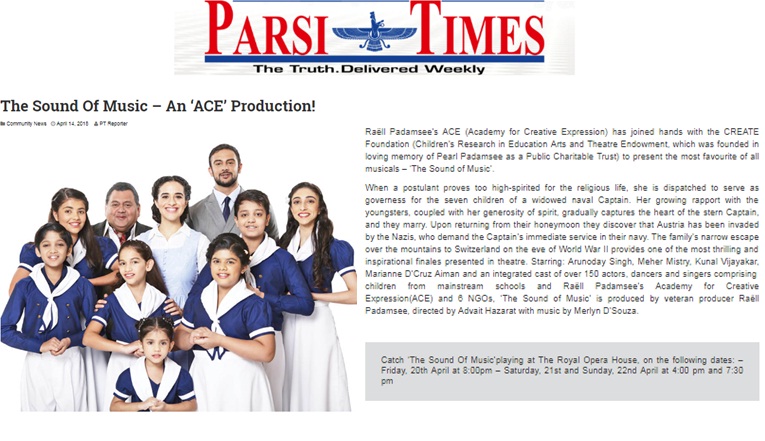 PARSI TIMES
The Truth. Delivered Weekly
The Sound Of Music – An ‘ACE’ Production!
Community News April 14, 2018 PT Reporter
Raëll Padamsee's ACE (Academy for Creative Expression) has joined hands with the CREATE
Foundation (Children's Research in Education Arts and Theatre Endowment, which was founded in
loving memory of Pearl Padamsee as a Public Charitable Trust) to present the most favourite of all
musicals – 'The Sound of Music'.
When a postulant proves too high-spirited for the religious life, she is dispatched to serve as
governess for the seven children of a widowed naval Captain. Her growing rapport with the
youngsters, coupled with her generosity of spirit, gradually captures the heart of the stern Captain,
and they marry. Upon returning from their honeymoon they discover that Austria has been invaded
by the Nazis, who demand the Captain's immediate service in their navy. The family's narrow escape
over the mountains to Switzerland on the eve of World War II provides one of the most thrilling and
inspirational finales presented in theatre. Starring: Arunoday Singh, Meher Mistry, Kunal Vijayakar,
Marianne D'Cruz Aiman and an integrated cast of over 150 actors, dancers and singers comprising
children from mainstream schools and Raëll Padamsee's Academy for Creative
Expression(ACE) and 6 NGOs, 'The Sound of Music' is produced by veteran producer Raëll
Padamsee, directed by Advait Hazarat with music by Merlyn D'Souza.
Catch 'The Sound Of Music'playing at The Royal Opera House, on the following dates: –
Friday, 20th April at 8:00pm – Saturday, 21st and Sunday, 22nd April at 4:00 pm and 7:30
pm